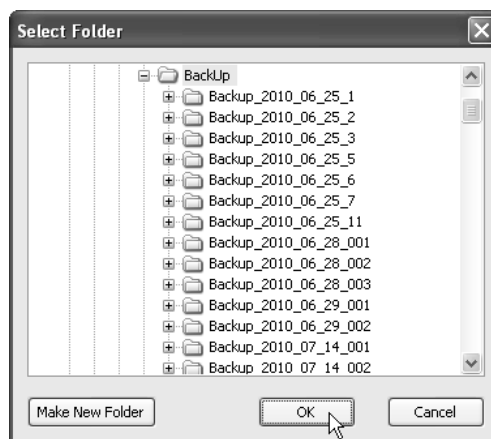 Select Folder
BackUp
Backup_2010_06_25_1
Backup_2010_06_25_2
Backup_2010_06_25_3
Backup_2010_06_25_5
Backup_2010_06_25_6
Backup_2010_06_25_7
Backup_2010_06_25_11
Backup_2010_06_28_001
Backup_2010_06_28_002
Backup_2010_06_28_003
Backup_2010_06_29_001
Backup_2010_06_29_002
Backup_2010_07_14_001
Backup_2010_07_14_002
Make New Folder OK Cancel